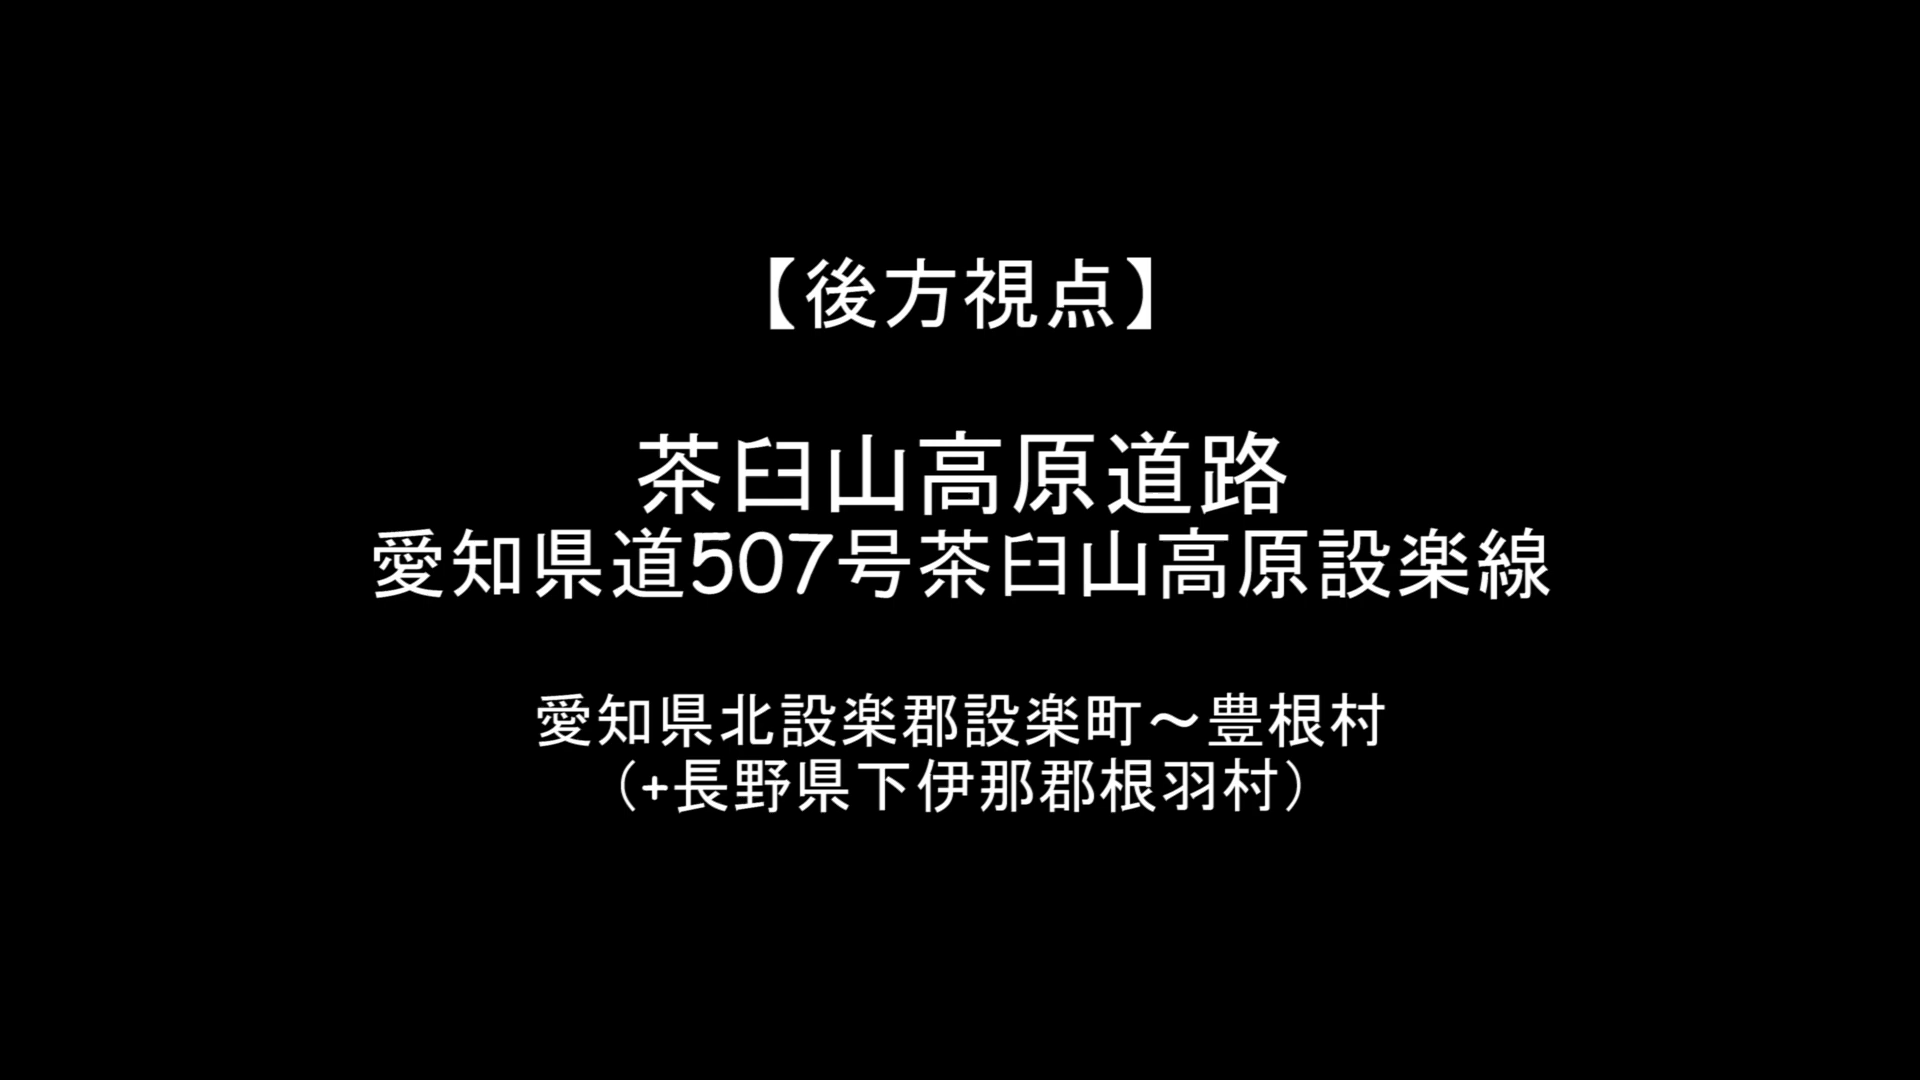 【後方視点】
茶臼山高原道路
愛知県道507号茶臼山高原設楽線
愛知県北設楽郡設楽町～豊根村
（+長野県下伊那郡根羽村）